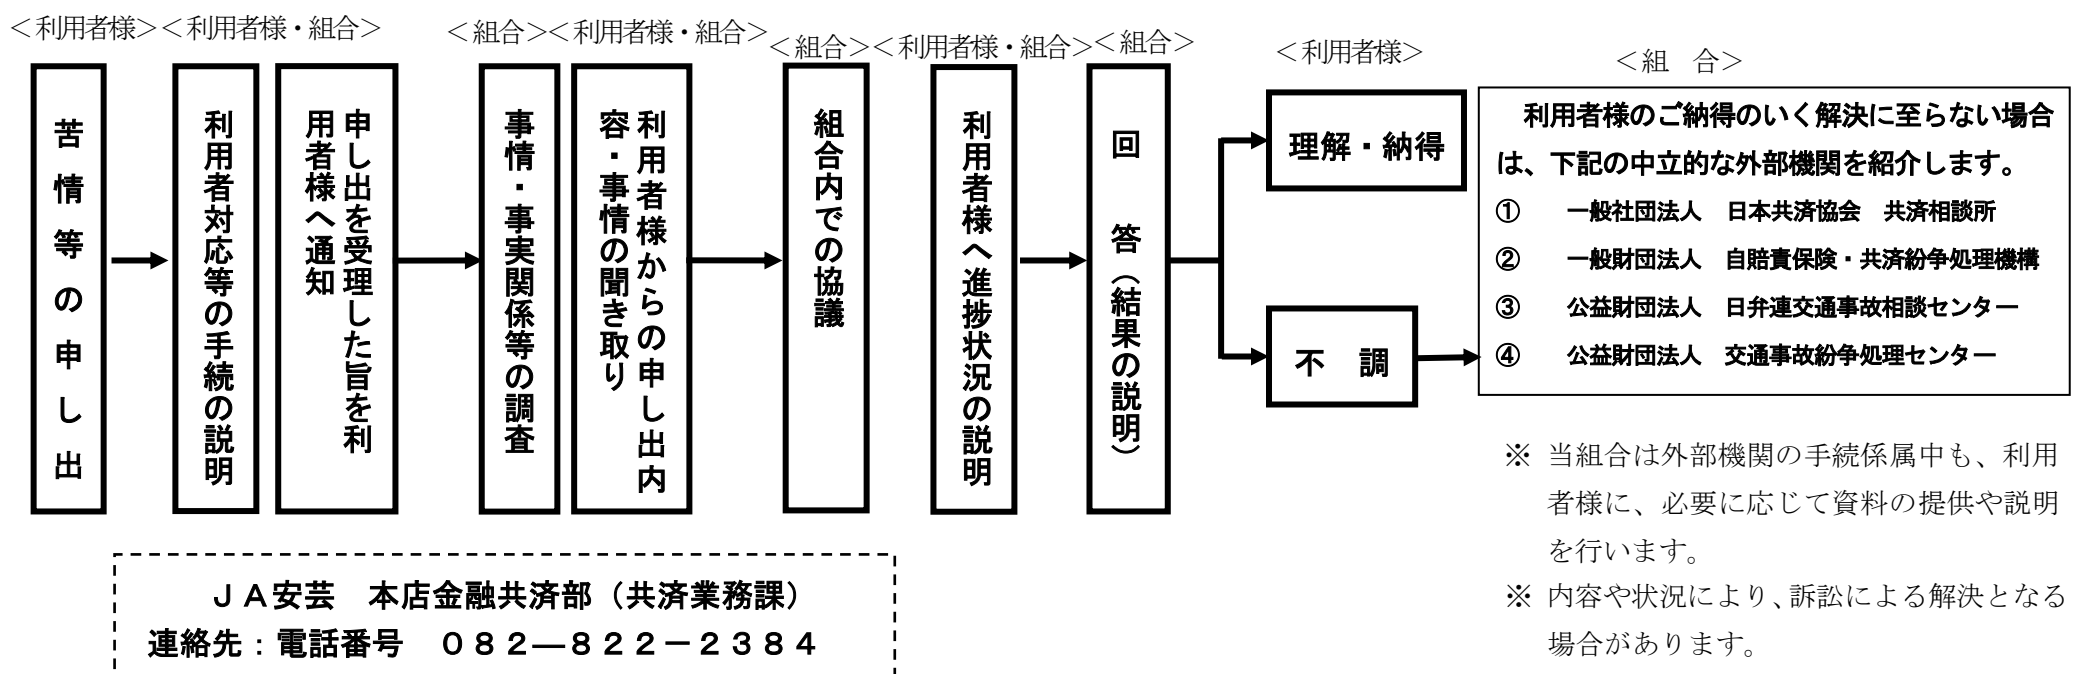 ＜利用者様＞
＜利用者様・組合＞
＜組合＞
＜利用者様・組合＞
＜組合＞
＜利用者様・組合＞
＜組合＞
＜利用者様＞
＜組　合＞
苦情等の申し出
利用者対応等の手続の説明
申し出を受理した旨を利
用者様へ通知
事情・事実関係等の調査
利用者様からの申し出内
容・事情の聞き取り
組合内での協議
利用者様へ進捗状況の説明
回　答（結果の説明）
理解・納得
不　調
利用者様のご納得のいく解決に至らない場合
は、下記の中立的な外部機関を紹介します。
①　一般社団法人　日本共済協会　共済相談所
②　一般財団法人　自賠責保険・共済紛争処理機構
③　公益財団法人　日弁連交通事故相談センター
④　公益財団法人　交通事故紛争処理センター
※ 当組合は外部機関の手続係属中も、利用
者様に、必要に応じて資料の提供や説明
を行います。
※ 内容や状況により、訴訟による解決となる
場合があります。
ＪＡ安芸　本店金融共済部（共済業務課）
連絡先：電話番号　０８２―８２２－２３８４